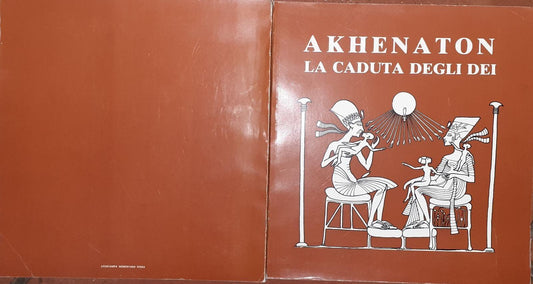 AKHENATON
LA CADUTA DEGLI DEI